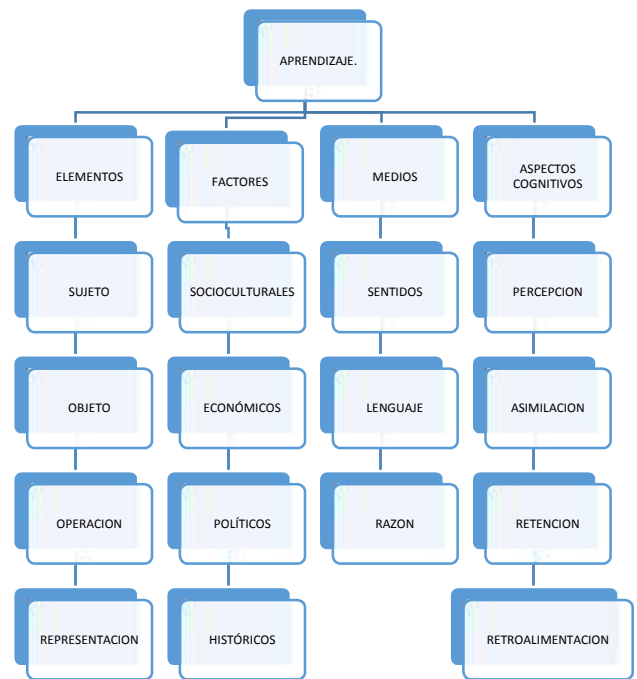 APRENDIZAJE.
ELEMENTOS
FACTORES
MEDIOS
ASPECTOS
COGNITIVOS
SUJETO
SOCIOCULTURALES
SENTIDOS
PERCEPCION
OBJETO
ECONÓMICOS
LENGUAJE
ASIMILACION
OPERACION
POLÍTICOS
RAZON
RETENCION
REPRESENTACION
HISTÓRICOS
RETROALIMENTACION